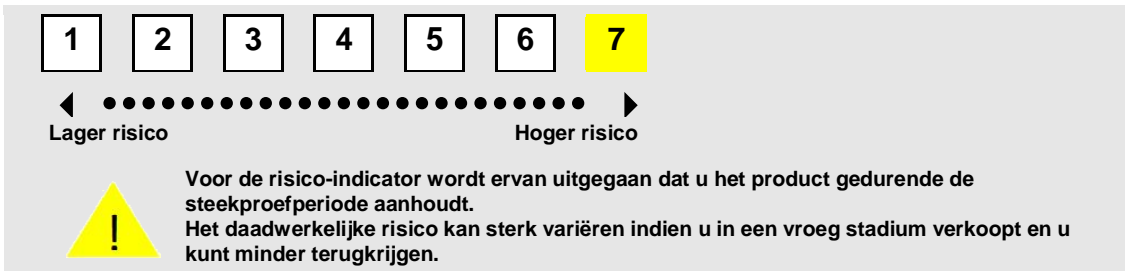 1 2 3 4 5 6 7
Lager risico Hoger risico
Voor de risico-indicator wordt ervan uitgegaan dat u het product gedurende de
steekproefperiode aanhoudt.
Het daadwerkelijke risico kan sterk variëren indien u in een vroeg stadium verkoopt en u
kunt minder terugkrijgen.
!